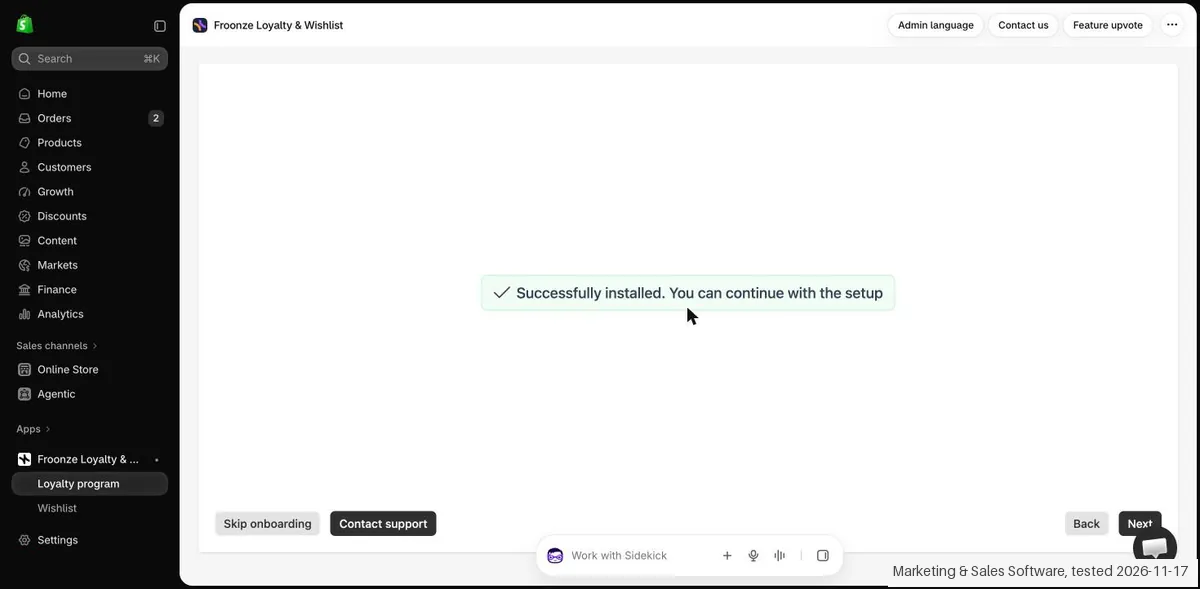 Froonze Loyalty & Wishlist
Admin language
Contact us
Feature upvote
Search
⌘K
Home
Orders
2
Products
Customers
Growth
Discounts
Content
Markets
Finance
Analytics
Sales channels
Online Store
Agentic
Apps
Froonze Loyalty & ...
Loyalty program
Wishlist
Settings
Successfully installed. You can continue with the setup
Skip onboarding
Contact support
Back
Next
Work with Sidekick
Marketing & Sales Software, tested 2026-11-17